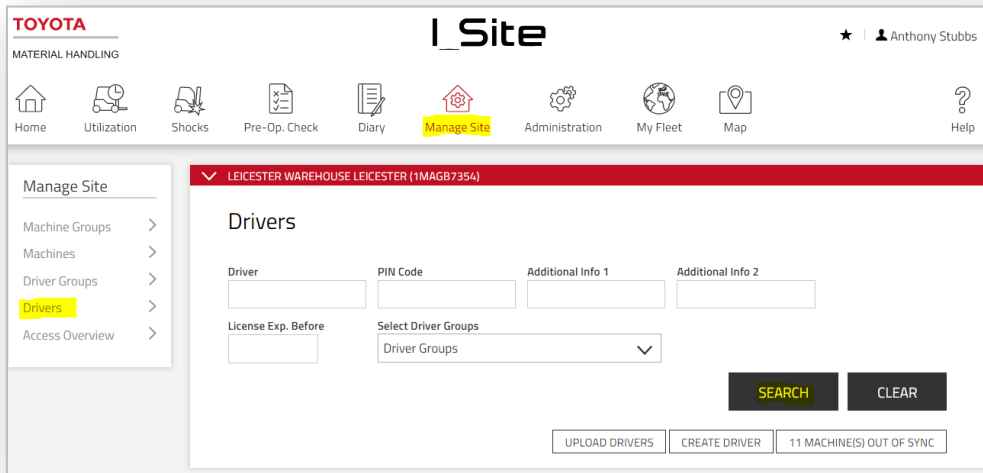 TOYOTA
MATERIAL HANDLING
I_Site
Anthony Stubbs
Home
Utilization
Shocks
Pre-Op. Check
Diary
Manage Site
Administration
My Fleet
Map
Help
Manage Site
Machine Groups
Machines
Driver Groups
Drivers
Access Overview
LEICESTER WAREHOUSE LEICESTER (1MAGB7354)
Drivers
Driver
PIN Code
Additional Info 1
Additional Info 2
License Exp. Before
Select Driver Groups
Driver Groups
SEARCH
CLEAR
UPLOAD DRIVERS
CREATE DRIVER
11 MACHINE(S) OUT OF SYNC